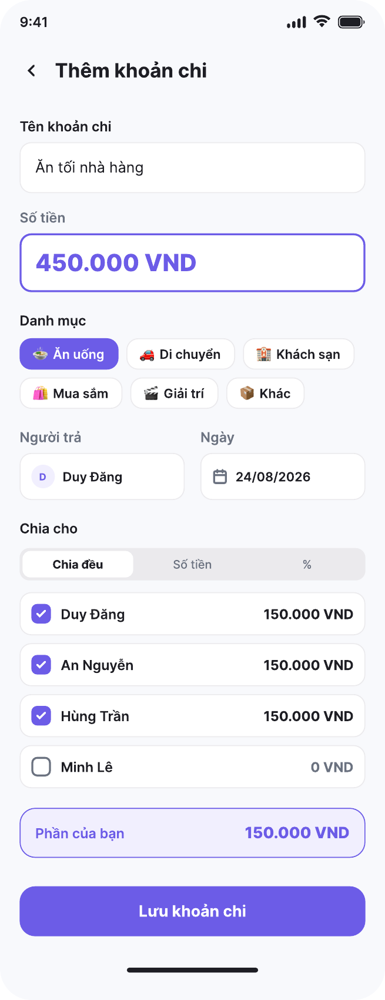 9:41
Thêm khoản chi
Tên khoản chi
Ăn tối nhà hàng
Số tiền
450.000 VND
Danh mục
Ăn uống Di chuyển Khách sạn
Mua sắm Giải trí Khác
Người trả Ngày
D Duy Đăng 24/08/2026
Chia cho
Chia đều Số tiền %
Duy Đăng 150.000 VND
An Nguyễn 150.000 VND
Hùng Trần 150.000 VND
Minh Lê 0 VND
Phần của bạn 150.000 VND
Lưu khoản chi